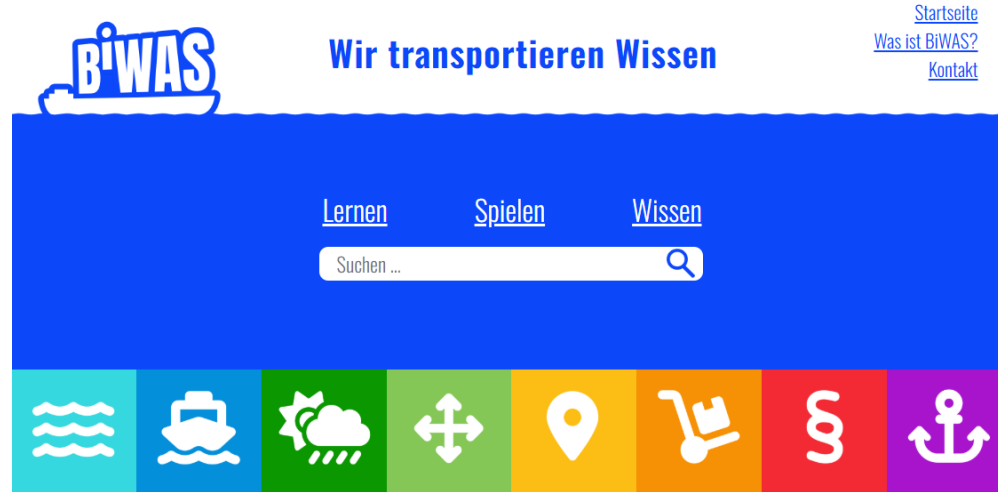 BiWAS
Wir transportieren Wissen
Startseite
Was ist BiWAS?
Kontakt
Lernen
Spielen
Wissen
Suchen ...
§